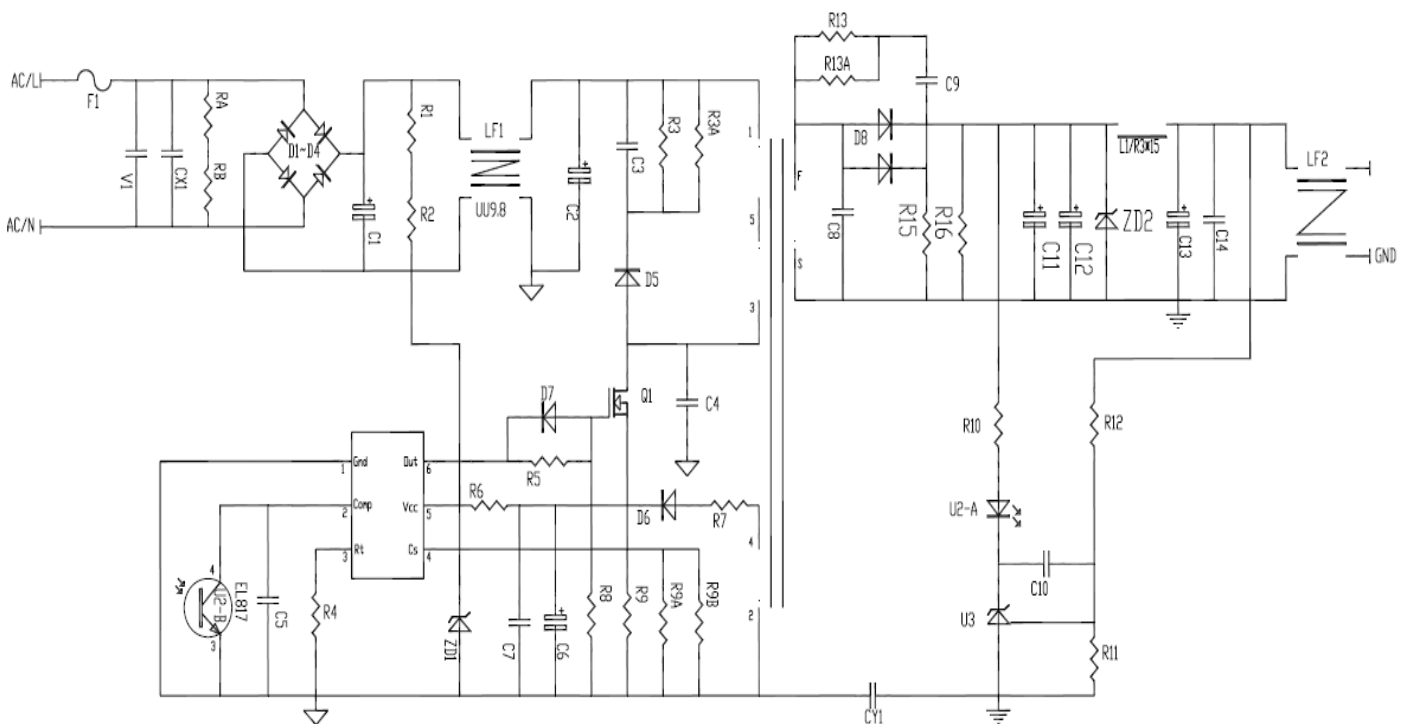 R13
AC/L
F1
R13A
C9
RA
R1
LF1
R3
R3A
1
D8
L1/R3*15
LF2
D1~D4
V1
CX1
RB
+
C1
R2
UU9.8
+
C2
C3
F
5
S
C8
R15
R16
+
C11
+
C12
ZD2
+
C13
C14
AC/N
GND
D5
3
D7
Q1
C4
R10
R12
1
Gnd
Out
6
R5
2
Comp
Vcc
5
R6
D6
R7
U2-A
3
Rt
Cs
4
4
4
EL817
U2-B
3
C5
R4
ZD1
C7
+
C6
R8
R9
R9A
R9B
2
C10
U3
R11
CY1